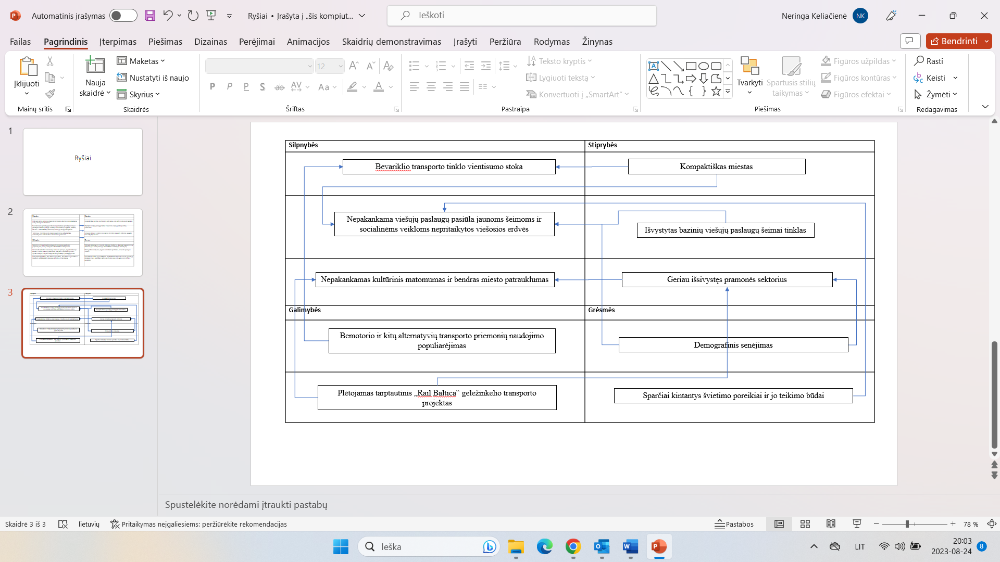 Automatinis įrašymas
Ryšiai • Įrašyta į „šis kompiut...
Ieškoti
Neringa Keliačienė
NK
Failas
Pagrindinis
Įterpimas
Piešimas
Dizainas
Perėjimai
Animacijos
Skaidrių demonstravimas
Įrašyti
Peržiūra
Rodymas
Žinynas
Bendrinti
Įklijuoti
Mainų sritis
Nauja
skaidrė
Maketas
Nustatyti iš naujo
Skyrius
Skaidrės
12
Šriftas
Teksto kryptis
Lygiuoti tekstą
Konvertuoti į „SmartArt“
Pastraipa
Tvarkyti
Spartusis stilių
taikymas
Figūros užpildas
Figūros kontūras
Figūros efektai
Piešimas
Rasti
Keisti
Žymėti
Redagavimas
1
Ryšiai
2
3
Silpnybės
Stiprybės
Bevariklio transporto tinklo vientisumo stoka
Kompaktiškas miestas
Nepakankama viešųjų paslaugų pasiūla jaunoms šeimoms ir
socialinėms veikloms nepritaikytos viešosios erdvės
Išvystytas bazinių viešųjų paslaugų šeimai tinklas
Nepakankamas kultūrinis matomumas ir bendras miesto patrauklumas
Geriau išsivystęs pramonės sektorius
Galimybės
Grėsmės
Bemotorio ir kitų alternatyvių transporto priemonių naudojimo
populiarėjimas
Demografinis senėjimas
Plėtojamas tarptautinis „Rail Baltica“ geležinkelio transporto
projektas
Sparčiai kintantys švietimo poreikiai ir jo teikimo būdai
Spustelėkite norėdami įtraukti pastabų
Skaidrė 3 iš 3
lietuvių
Pritaikymas neįgaliesiems: peržiūrėkite rekomendacijas
Pastabos
78 %
Ieška
LIT
20:03
2023-08-24
8